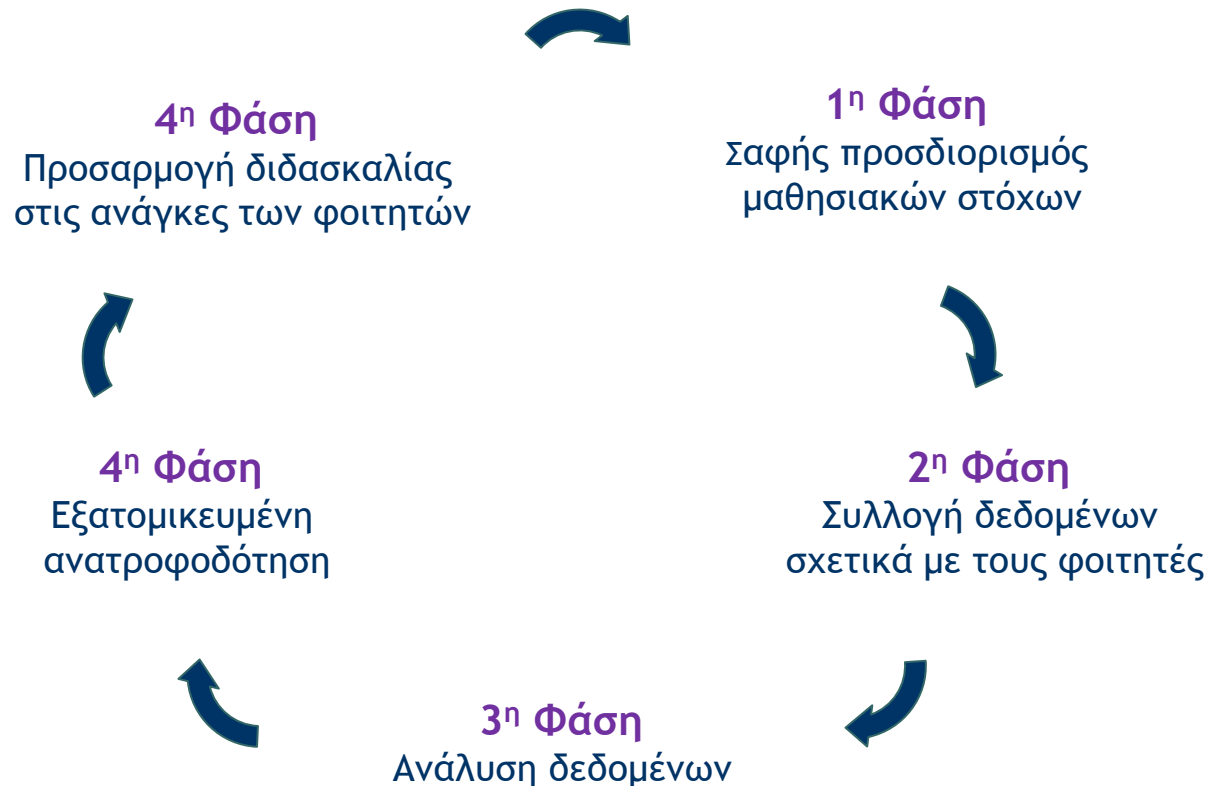 4η Φάση
Προσαρμογή διδασκαλίας
στις ανάγκες των φοιτητών
1η Φάση
Σαφής προσδιορισμός
μαθησιακών στόχων
4η Φάση
Εξατομικευμένη
ανατροφοδότηση
2η Φάση
Συλλογή δεδομένων
σχετικά με τους φοιτητές
3η Φάση
Ανάλυση δεδομένων